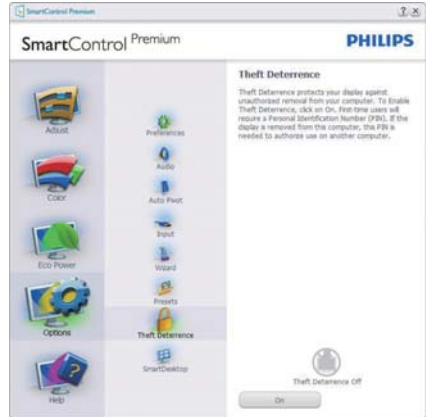 SmartControl Premium
SmartControl Premium
PHILIPS
Adjust
Color
Eco Power
Options
Help
Preferences
Audio
Auto Pivot
Input
Wizard
Presets
Theft Deterrence
SmartDesktop
Theft Deterrence
Theft Deterrence protects your display against
unauthorized removal from your computer. To Enable
Theft Deterrence, click on On. First-time users will
require a Personal Identification Number (PIN). If the
display is removed from this computer, this PIN is
needed to authorize use on another computer.
Theft Deterrence Off
On